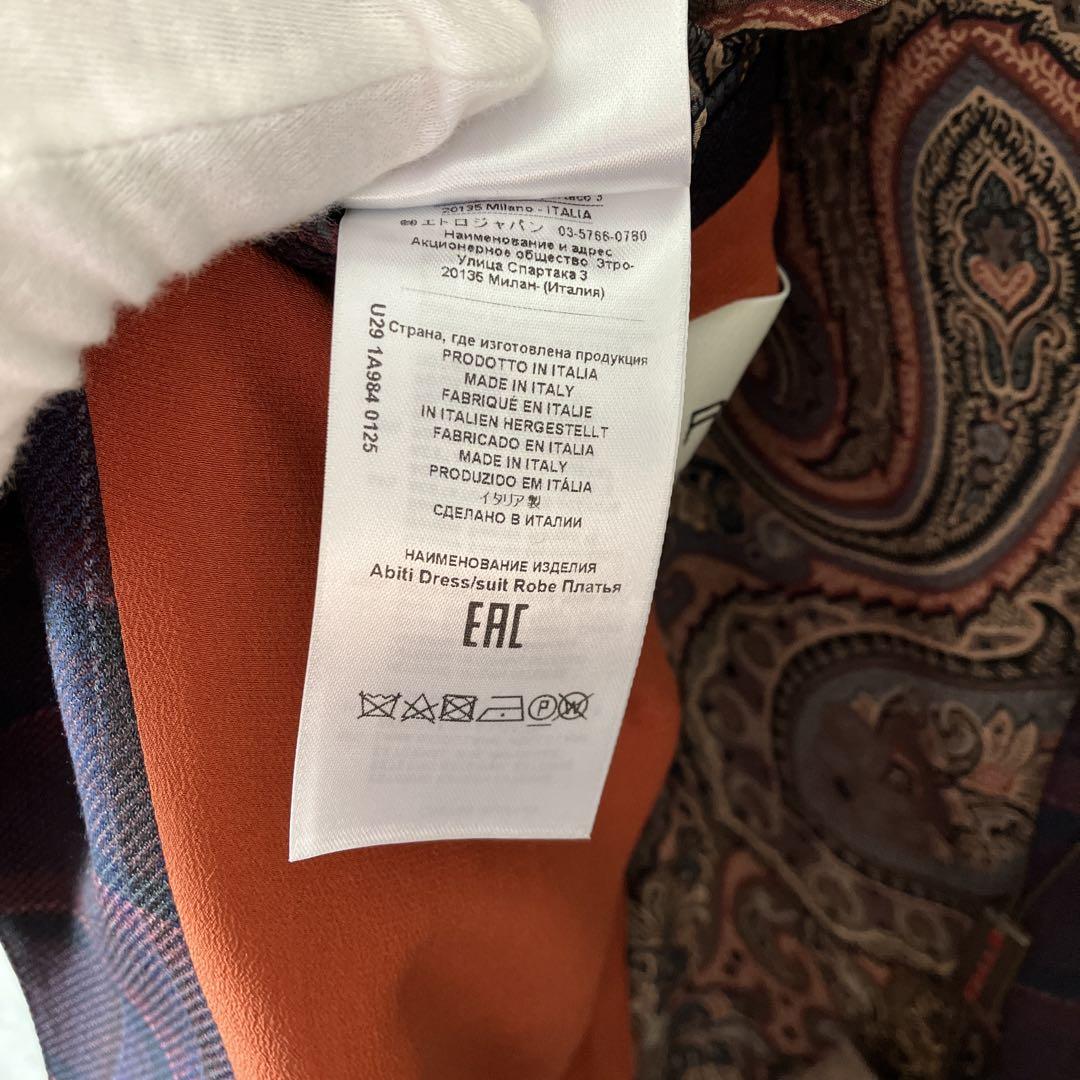 20135 Milano - ITALIA
エトロジャパン 03-5766-0780
Наименование и адрес
Акционерное общество Этро-
Улица Спартака 3
20135 Милан- (Италия)
U29 1A984 0125
Страна, где изготовлена продукция
PRODOTTO IN ITALIA
MADE IN ITALY
FABRIQUÉ EN ITALIE
IN ITALIEN HERGESTELLT
FABRICADO EN ITALIA
MADE IN ITALY
PRODUZIDO EM ITÁLIA
イタリア製
СДЕЛАНО В ИТАЛИИ
НАИМЕНОВАНИЕ ИЗДЕЛИЯ
Abiti Dress/suit Robe Платья
EAC
P W